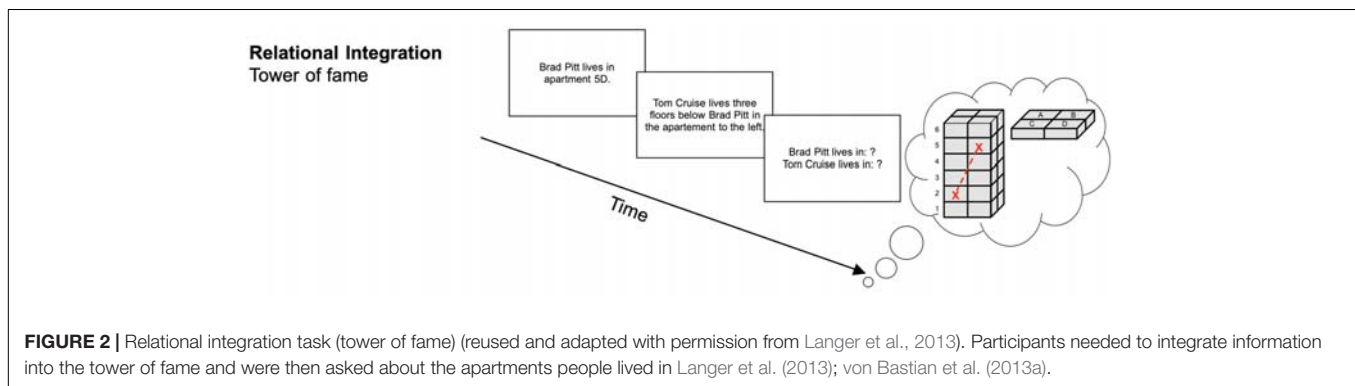 Relational Integration
Tower of fame
Brad Pitt lives in
apartment 5D.
Tom Cruise lives three
floors below Brad Pitt in
the apartement to the left.
Brad Pitt lives in: ?
Tom Cruise lives in: ?
Time
A B
C D
6
5 X
4
3
2 X
1
FIGURE 2 | Relational integration task (tower of fame) (reused and adapted with permission from Langer et al., 2013). Participants needed to integrate information
into the tower of fame and were then asked about the apartments people lived in Langer et al. (2013); von Bastian et al. (2013a).